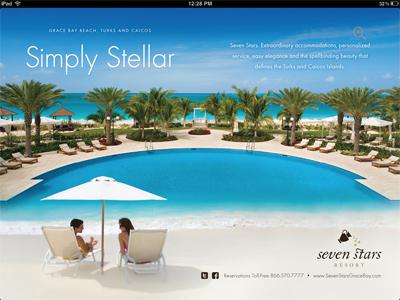 iPad
12:28 PM
32%
GRACE BAY BEACH, TURKS AND CAICOS
Simply Stellar
Seven Stars. Extraordinary accommodations, personalized
service, easy elegance and the spellbinding beauty that
defines the Turks and Caicos Islands.
seven stars
RESORT
Reservations Toll-Free 866.570.7777 • www.SevenStarsGraceBay.com